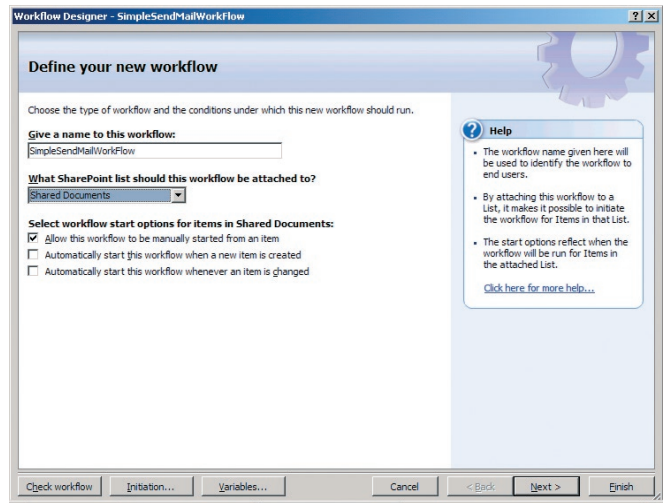 Workflow Designer - SimpleSendMailWorkFlow
Define your new workflow
Choose the type of workflow and the conditions under which this new workflow should run.
Give a name to this workflow:
SimpleSendMailWorkFlow
What SharePoint list should this workflow be attached to?
Shared Documents
Select workflow start options for items in Shared Documents:
Allow this workflow to be manually started from an item
Automatically start this workflow when a new item is created
Automatically start this workflow whenever an item is changed
Help
• The workflow name given here will
be used to identify the workflow to
end users.
• By attaching this workflow to a
List, it makes it possible to initiate
the workflow for Items in that List.
• The start options reflect when the
workflow will be run for Items in
the attached List.
Click here for more help...
Check workflow Initiation... Variables... Cancel < Back Next > Finish